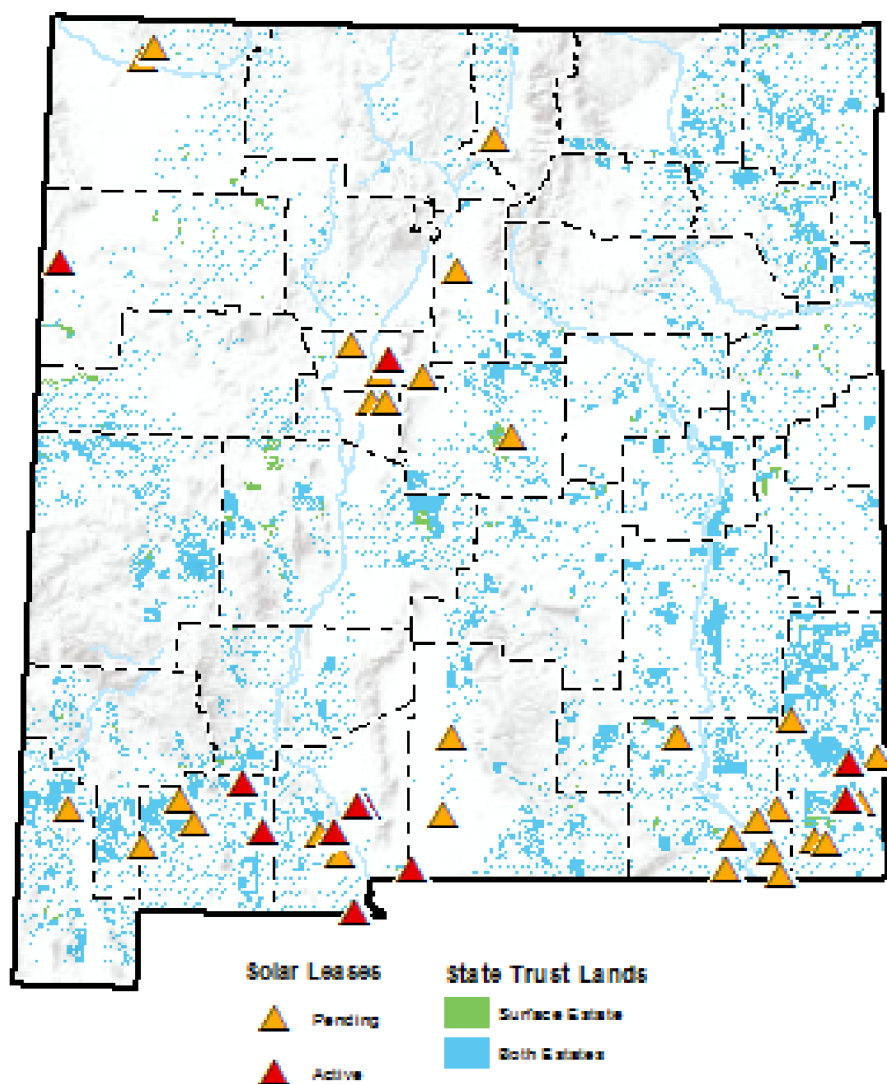 Solar Leases
Pending
Active
State Trust Lands
Surface Estate
Both Estates